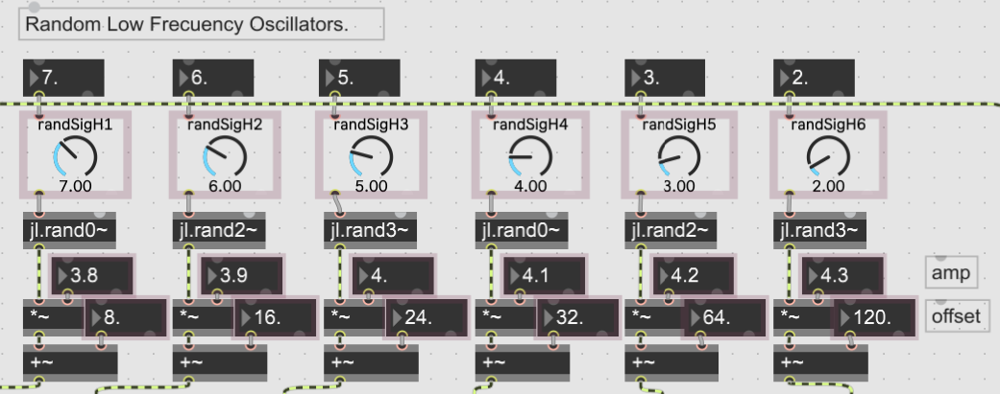 Random Low Frecuency Oscillators.
7. 6. 5. 4. 3. 2.
randSigH1 randSigH2 randSigH3 randSigH4 randSigH5 randSigH6
7.00 6.00 5.00 4.00 3.00 2.00
jl.rand0~ jl.rand2~ jl.rand3~ jl.rand0~ jl.rand2~ jl.rand3~
3.8 3.9 4. 4.1 4.2 4.3 amp
*~ 8. *~ 16. *~ 24. *~ 32. *~ 64. *~ 120. offset
+~ +~ +~ +~ +~ +~